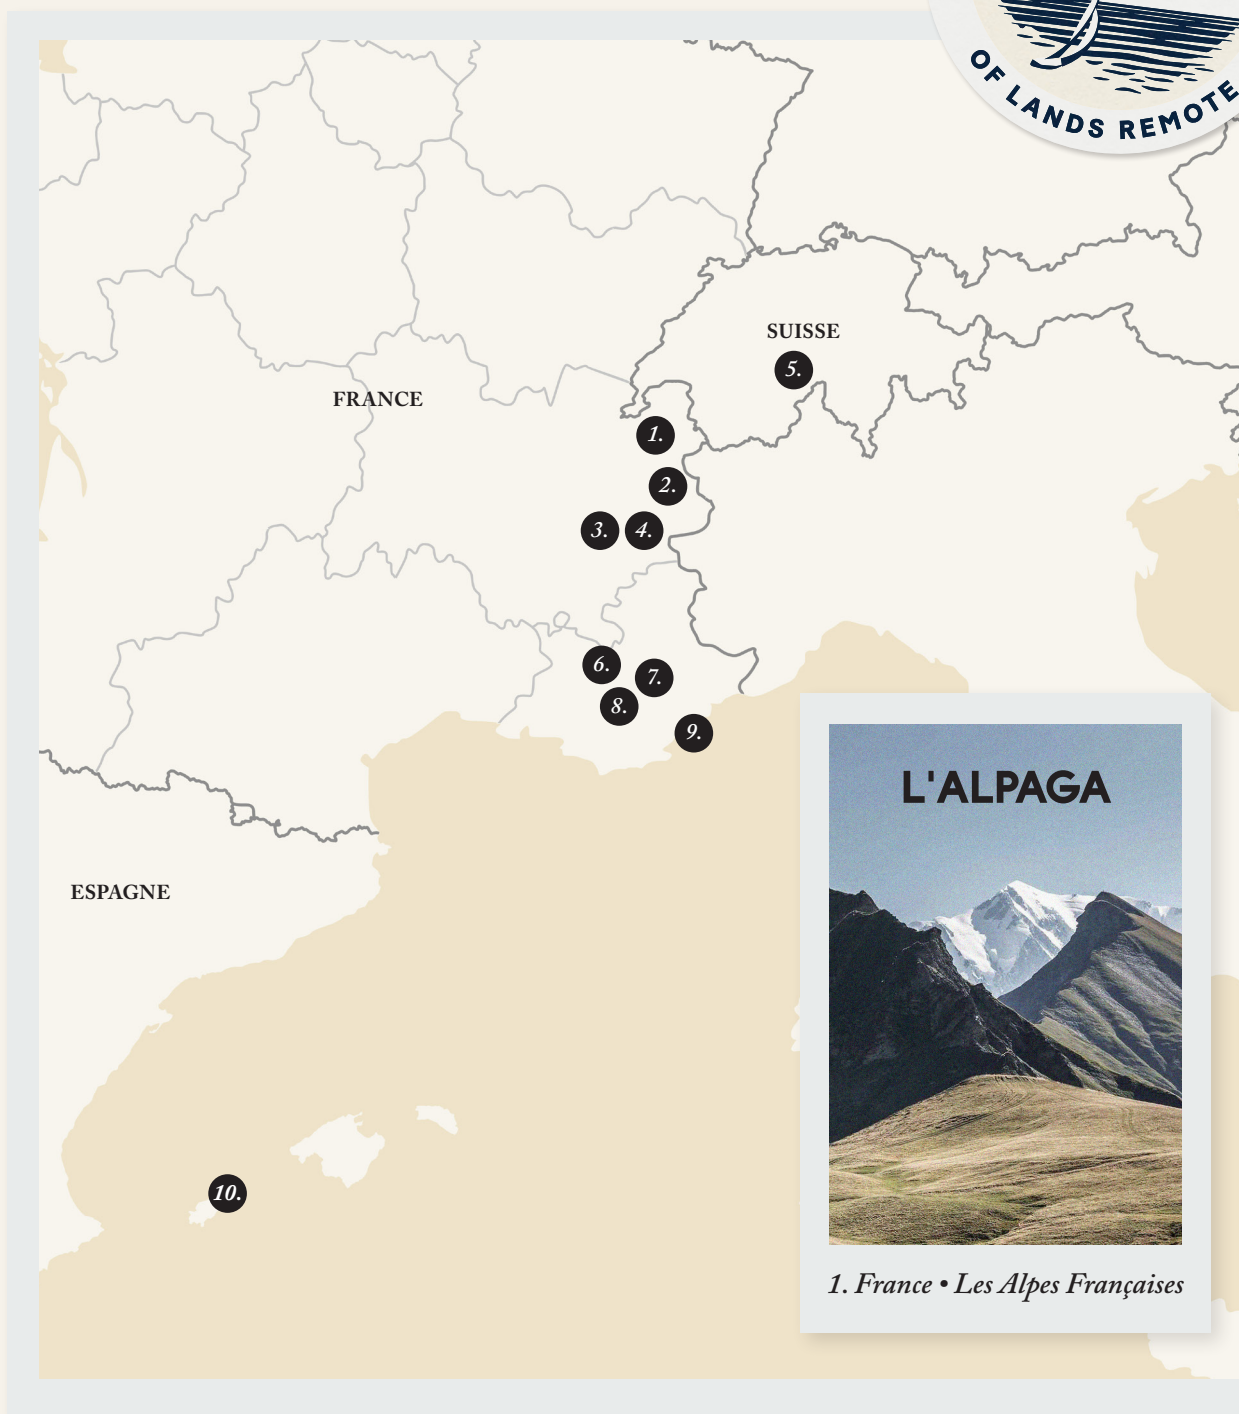 OF LANDS REMOTE
SUISSE
5.
FRANCE
1.
2.
3.
4.
6.
7.
8.
9.
L'ALPAGA
ESPAGNE
10.
1. France • Les Alpes Françaises